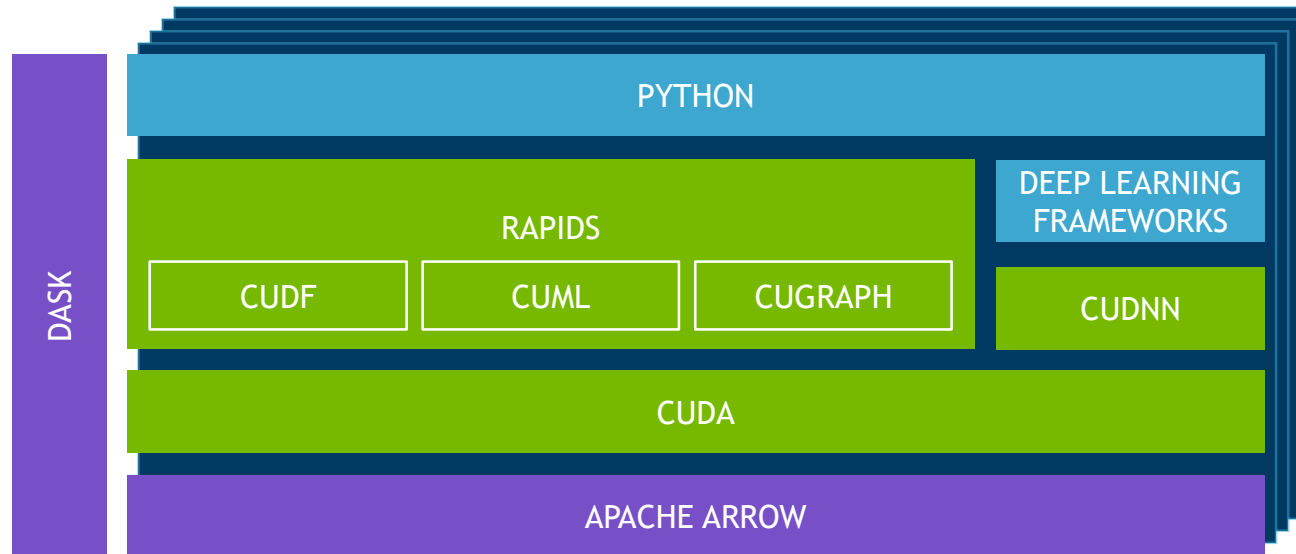 DASK
PYTHON
RAPIDS
CUDF
CUML
CUGRAPH
DEEP LEARNING
FRAMEWORKS
CUDNN
CUDA
APACHE ARROW